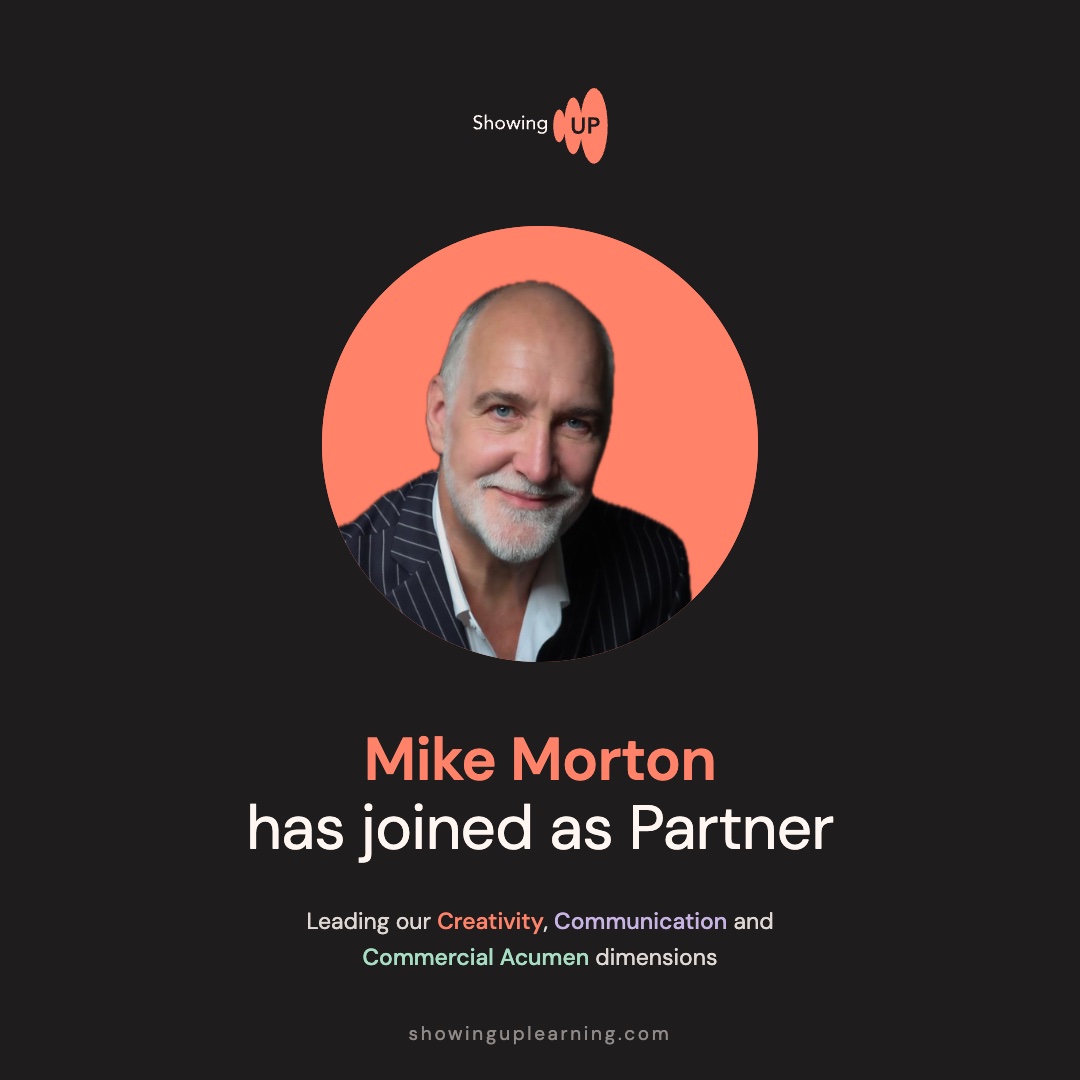 Showing UP
Mike Morton
has joined as Partner
Leading our Creativity, Communication and
Commercial Acumen dimensions
showinguplearning.com